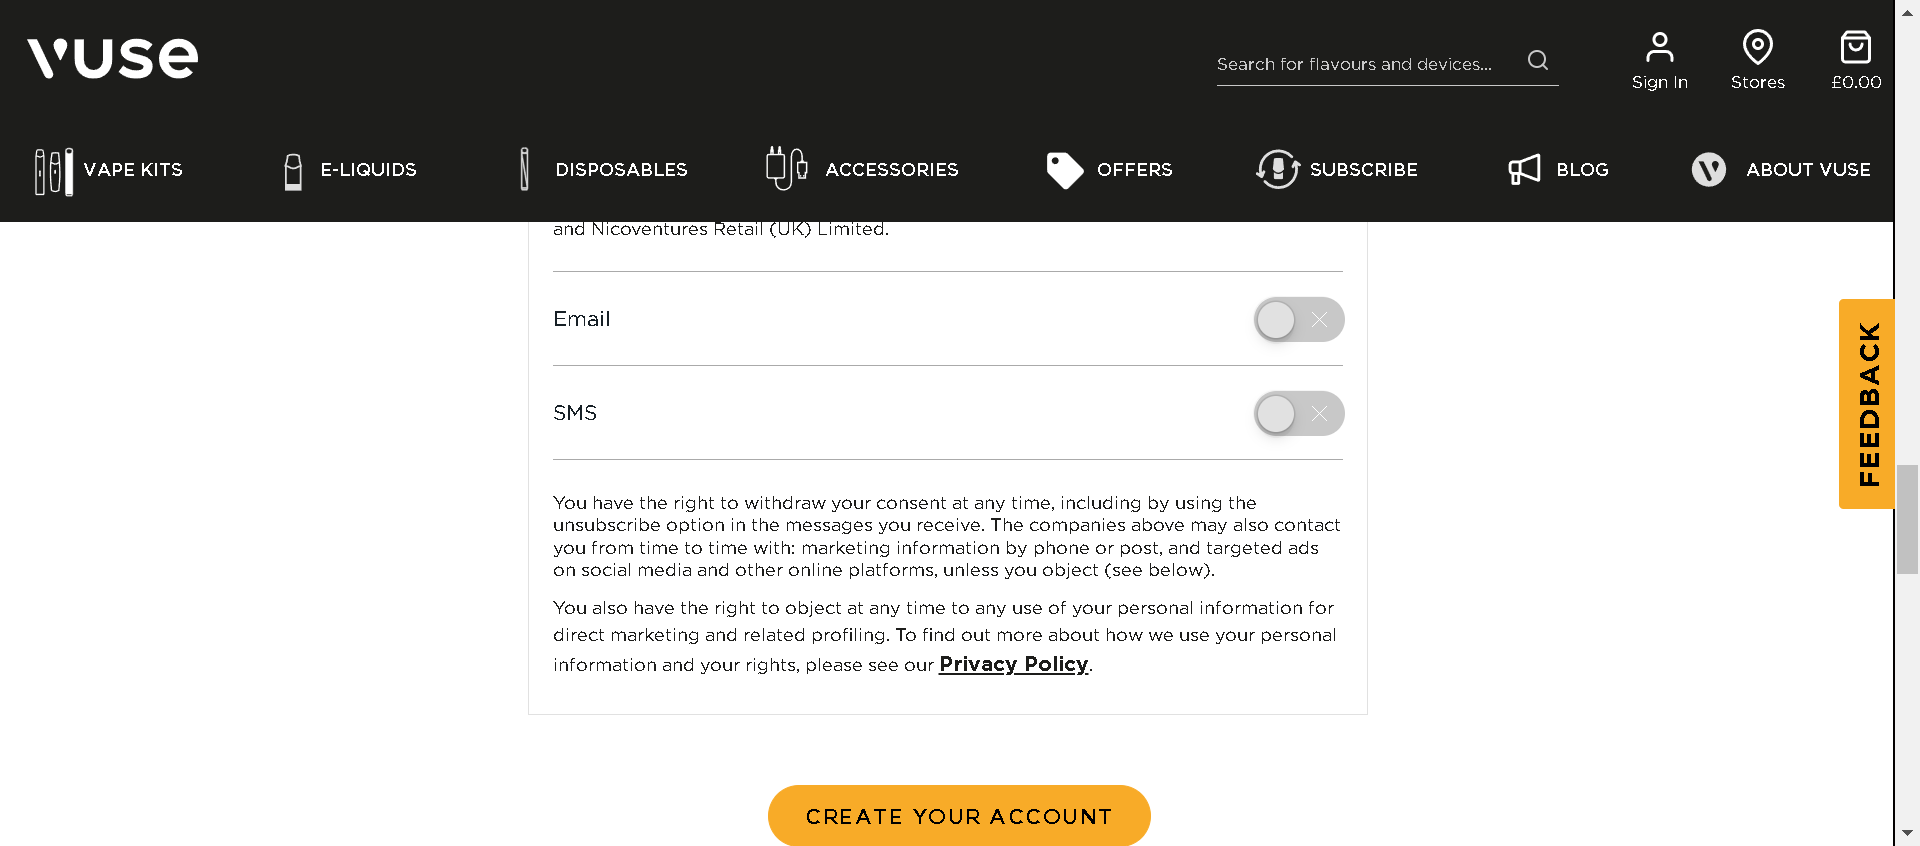 vuse
Search for flavours and devices...
Sign In
Stores
£0.00
VAPE KITS
E-LIQUIDS
DISPOSABLES
ACCESSORIES
OFFERS
SUBSCRIBE
BLOG
ABOUT VUSE
and Nicoventures Retail (UK) Limited.
Email
SMS
FEEDBACK
You have the right to withdraw your consent at any time, including by using the
unsubscribe option in the messages you receive. The companies above may also contact
you from time to time with: marketing information by phone or post, and targeted ads
on social media and other online platforms, unless you object (see below).
You also have the right to object at any time to any use of your personal information for
direct marketing and related profiling. To find out more about how we use your personal
information and your rights, please see our Privacy Policy.
CREATE YOUR ACCOUNT